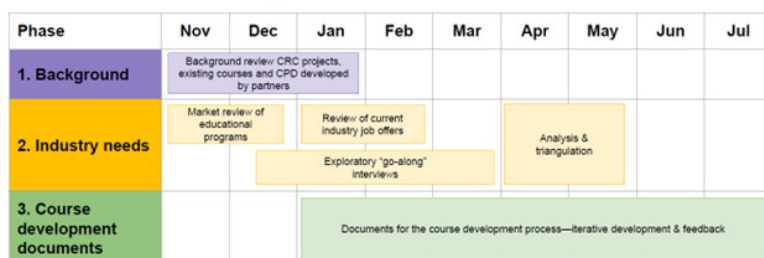 Phase Nov Dec Jan Feb Mar Apr May Jun Jul
1. Background
Background review CRC projects,
existing courses and CPD developed
by partners
2. Industry needs
Market review of
educational
programs
Review of current
industry job offers
Exploratory “go-along”
interviews
Analysis &
triangulation
3. Course
development
documents
Documents for the course development process—iterative development & feedback